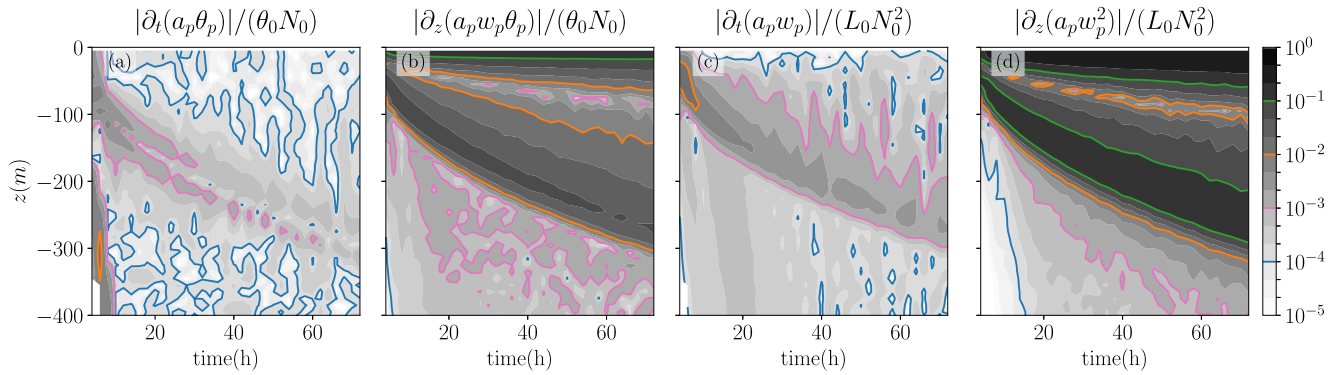 |∂ₜ(aₚθₚ)|/(θ₀N₀)
|∂_z(aₚwₚθₚ)|/(θ₀N₀)
|∂ₜ(aₚwₚ)|/(L₀N₀²)
|∂_z(aₚwₚ²)|/(L₀N₀²)
(a)
(b)
(c)
(d)
0
−100
−200
−300
−400
z(m)
20 40 60
time(h)
20 40 60
time(h)
20 40 60
time(h)
20 40 60
time(h)
10⁰
10⁻¹
10⁻²
10⁻³
10⁻⁴
10⁻⁵